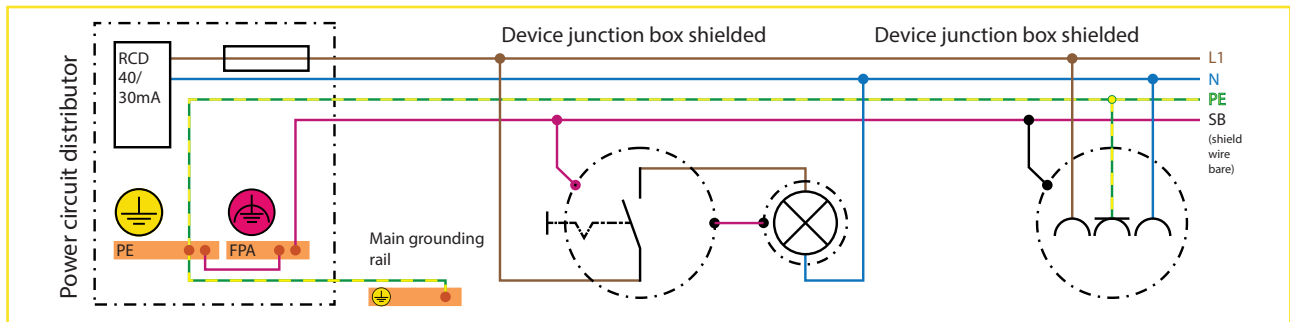 Power circuit distributor
RCD
40/
30mA
PE
FPA
Main grounding
rail
Device junction box shielded
Device junction box shielded
L1
N
PE
SB
(shield
wire
bare)